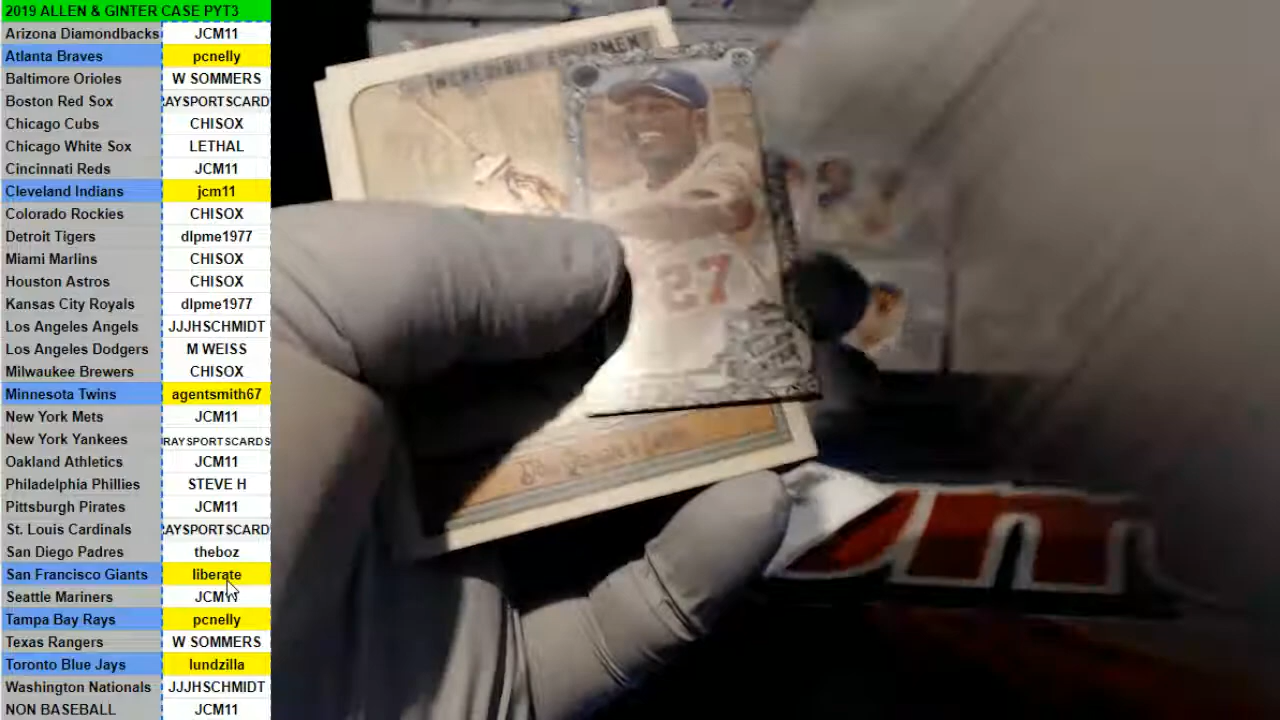 2019 ALLEN & GINTER CASE PYT3
Arizona Diamondbacks JCM11
Atlanta Braves pcnelly
Baltimore Orioles W SOMMERS
Boston Red Sox RAYSPORTSCARD
Chicago Cubs CHISOX
Chicago White Sox LETHAL
Cincinnati Reds JCM11
Cleveland Indians jcm11
Colorado Rockies CHISOX
Detroit Tigers dlpme1977
Miami Marlins CHISOX
Houston Astros CHISOX
Kansas City Royals dlpme1977
Los Angeles Angels JJJHSCHMIDT
Los Angeles Dodgers M WEISS
Milwaukee Brewers CHISOX
Minnesota Twins agentsmith67
New York Mets JCM11
New York Yankees RAYSPORTSCARDS
Oakland Athletics JCM11
Philadelphia Phillies STEVE H
Pittsburgh Pirates JCM11
St. Louis Cardinals RAYSPORTSCARD
San Diego Padres theboz
San Francisco Giants liberate
Seattle Mariners JCM11
Tampa Bay Rays pcnelly
Texas Rangers W SOMMERS
Toronto Blue Jays lundzilla
Washington Nationals JJJHSCHMIDT
NON BASEBALL JCM11
INCREDIBLE EQUIPMEN
27